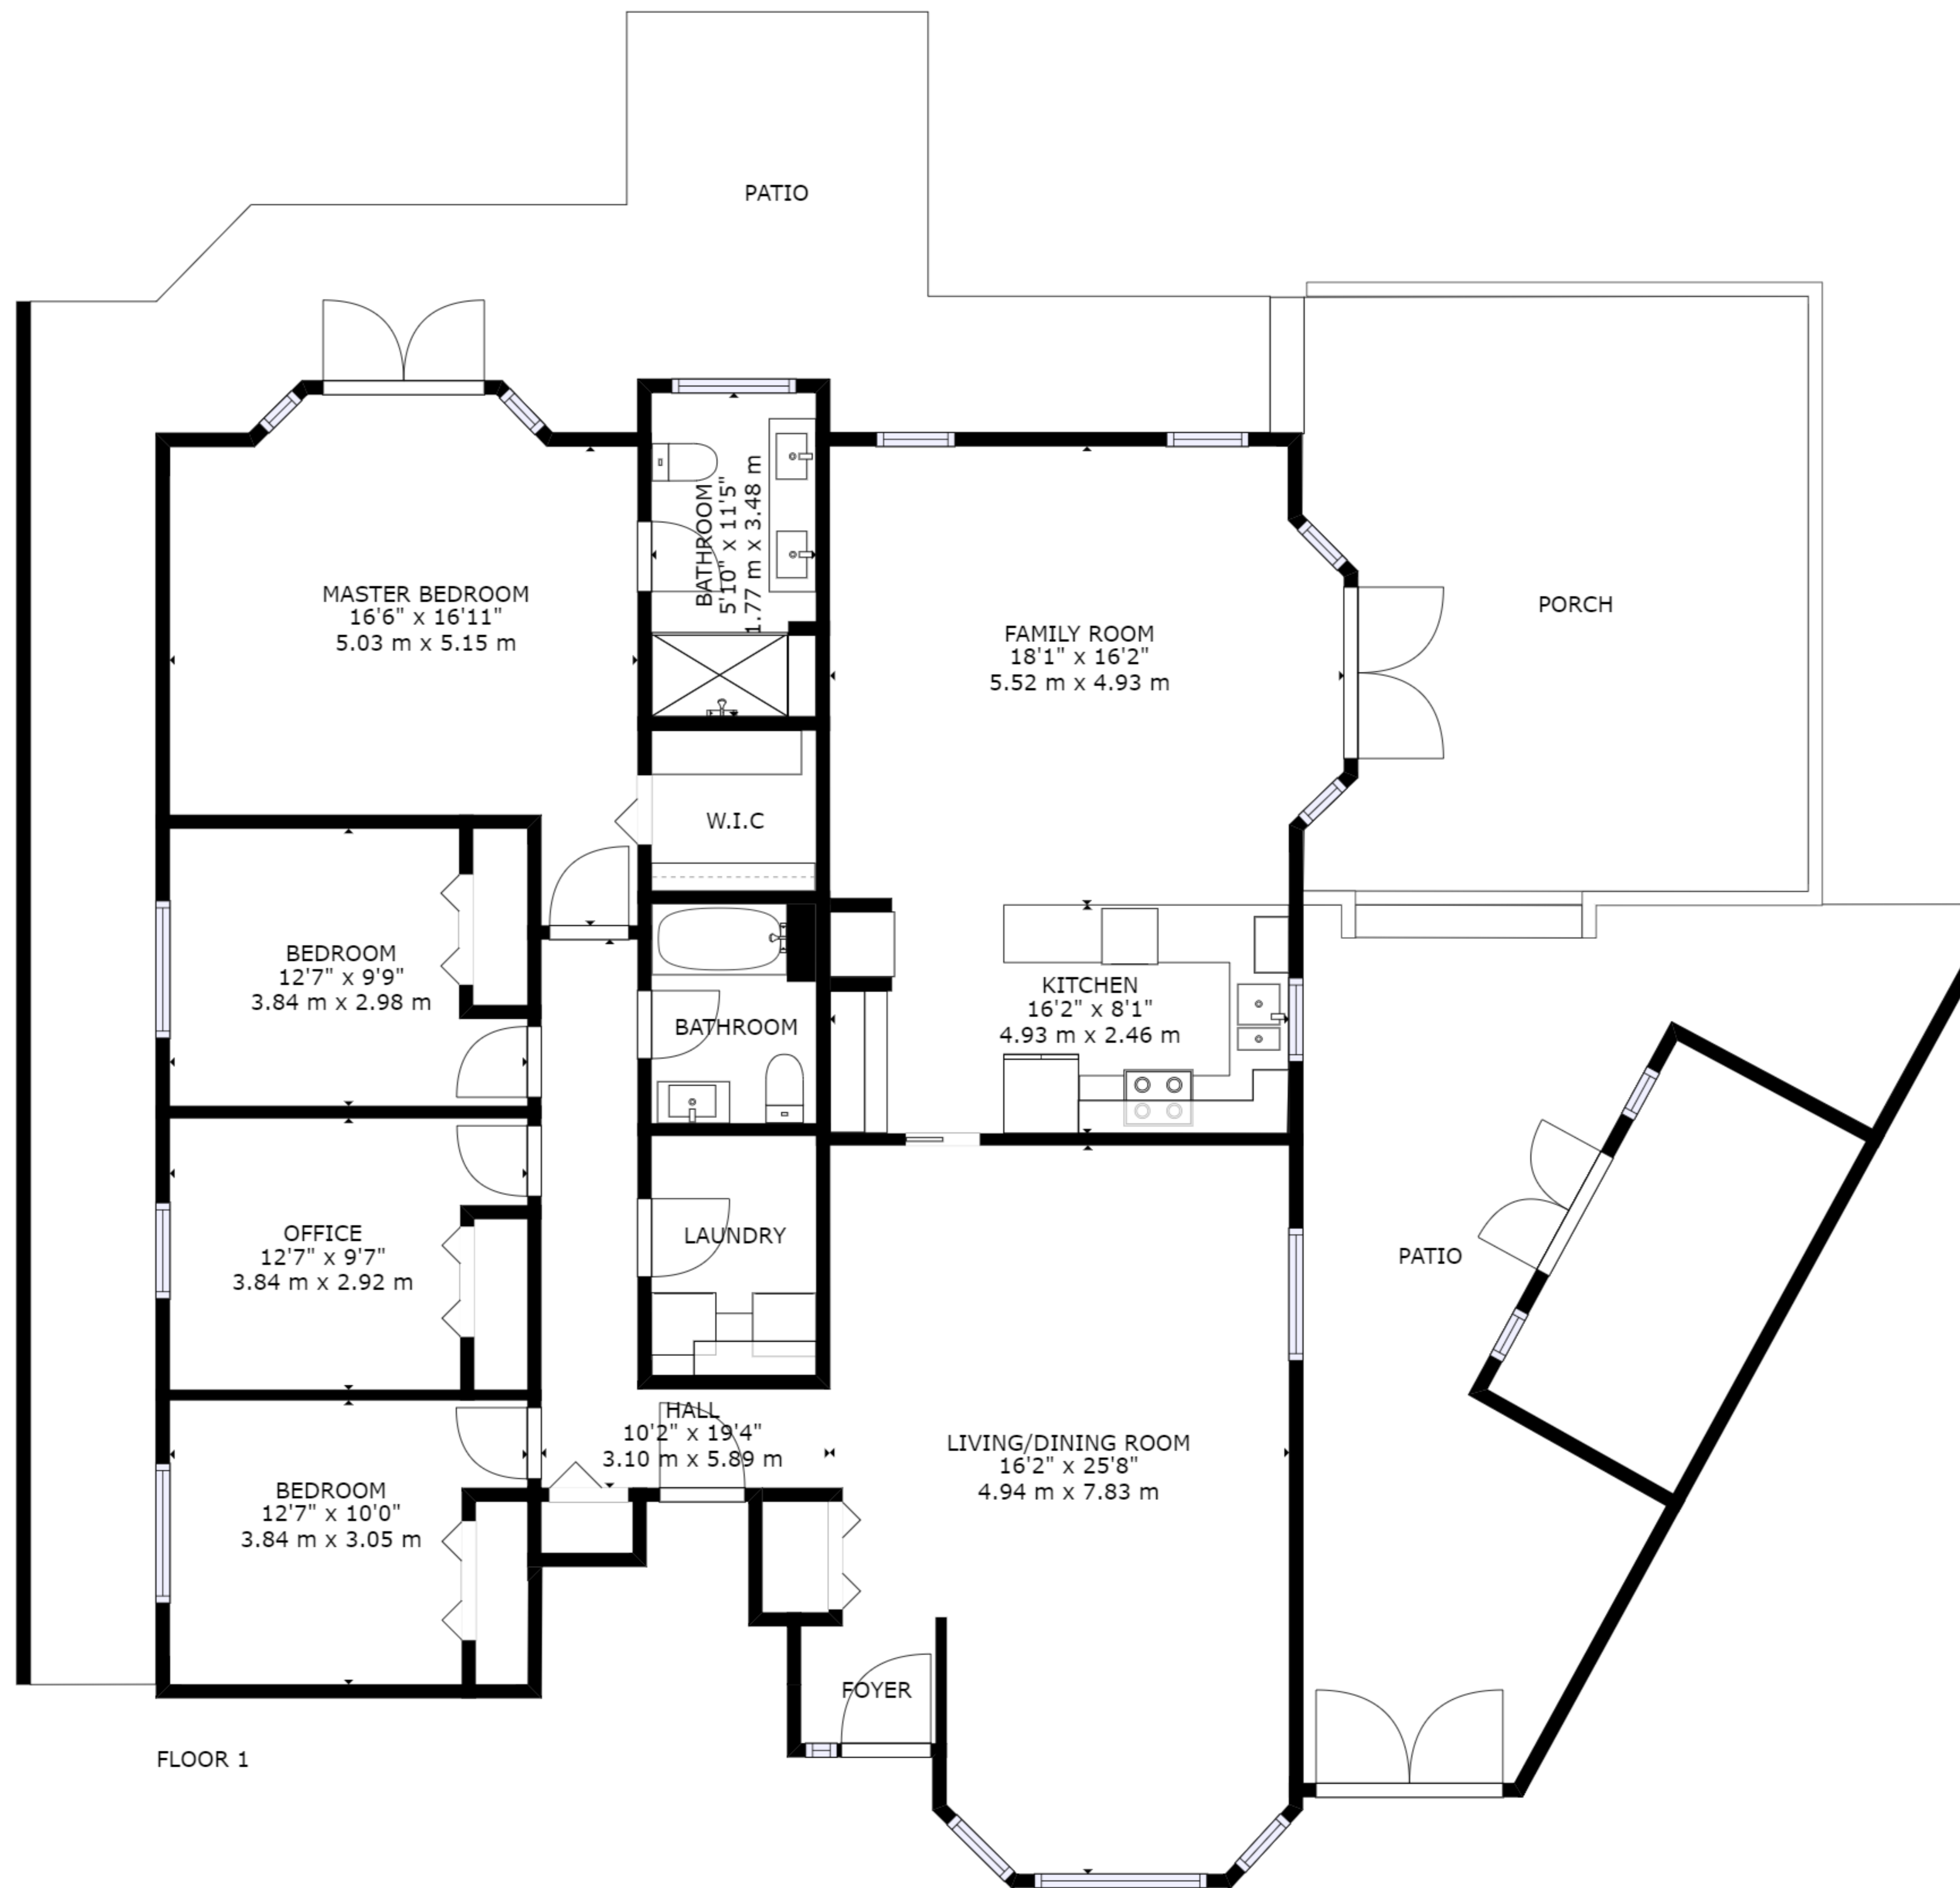 PATIO
MASTER BEDROOM
16'6" x 16'11"
5.03 m x 5.15 m
BATHROOM
5'10" x 11'5"
1.77 m x 3.48 m
FAMILY ROOM
18'1" x 16'2"
5.52 m x 4.93 m
PORCH
W.I.C
BEDROOM
12'7" x 9'9"
3.84 m x 2.98 m
BATHROOM
KITCHEN
16'2" x 8'1"
4.93 m x 2.46 m
OFFICE
12'7" x 9'7"
3.84 m x 2.92 m
LAUNDRY
PATIO
HALL
10'2" x 19'4"
3.10 m x 5.89 m
LIVING/DINING ROOM
16'2" x 25'8"
4.94 m x 7.83 m
BEDROOM
12'7" x 10'0"
3.84 m x 3.05 m
FOYER
FLOOR 1